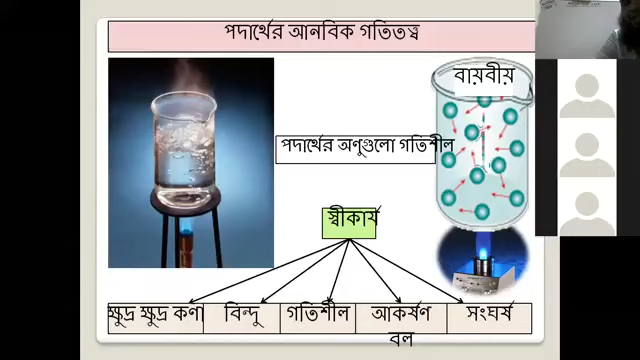 পদার্থের আনবিক গতিতত্ব
বায়বীয়
পদার্থের অণুগুলো গতিশীল
স্বীকার্য
ক্ষুদ্র ক্ষুদ্র কণা
বিন্দু
গতিশীল
আকর্ষণ
বল
সংঘর্ষ